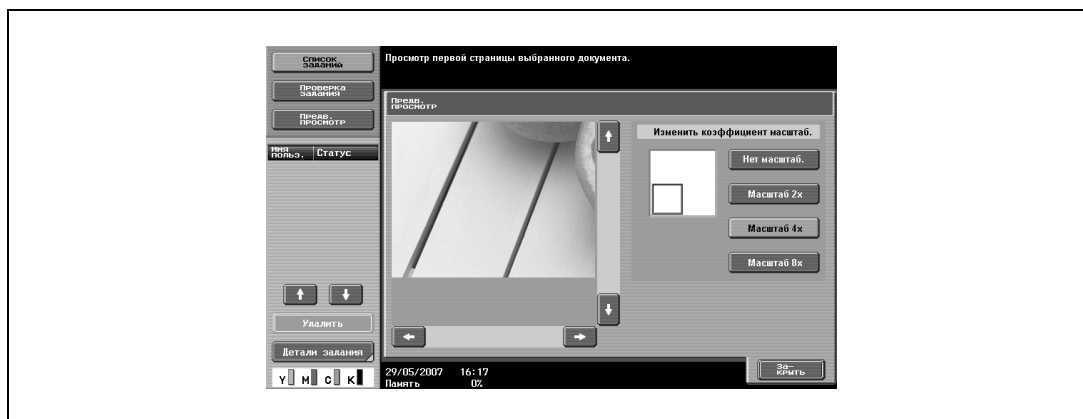 Список
заданий
Проверка
задания
Предв.
просмотр
Имя
польз. Статус
Удалить
Детали задания
Y M C K
Просмотр первой страницы выбранного документа.
Предв.
просмотр
Изменить коэффициент масштаб.
Нет масштаб.
Масштаб 2x
Масштаб 4x
Масштаб 8x
29/05/2007 16:17
Память 0%
За-
крыть